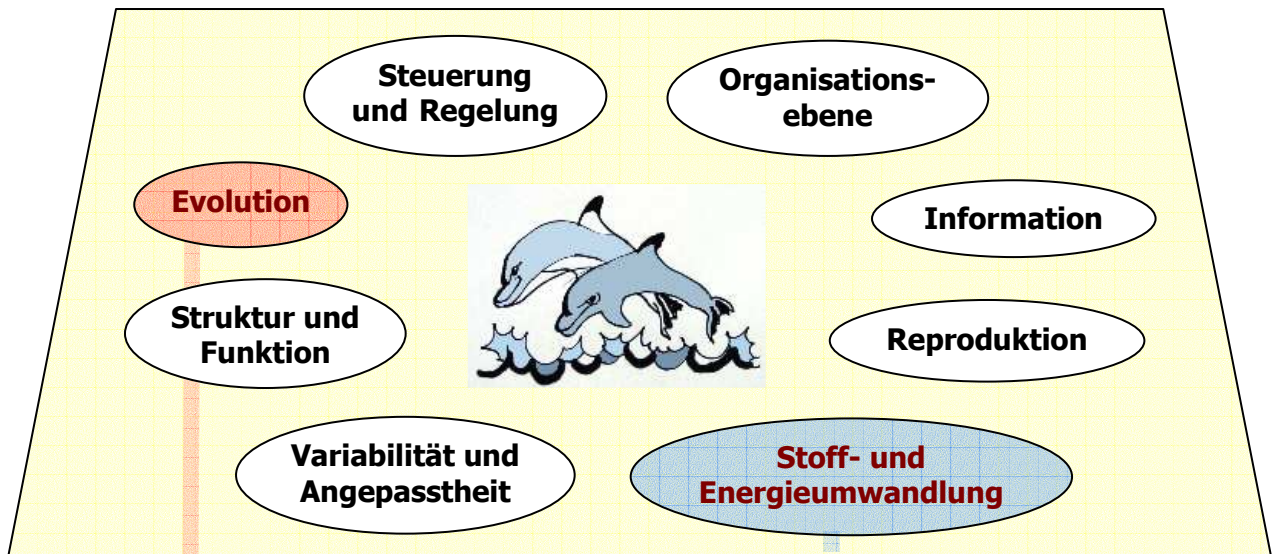 Steuerung
und Regelung
Organisations-
ebene
Evolution
Information
Struktur und
Funktion
Reproduktion
Variabilität und
Angepasstheit
Stoff- und
Energieumwandlung